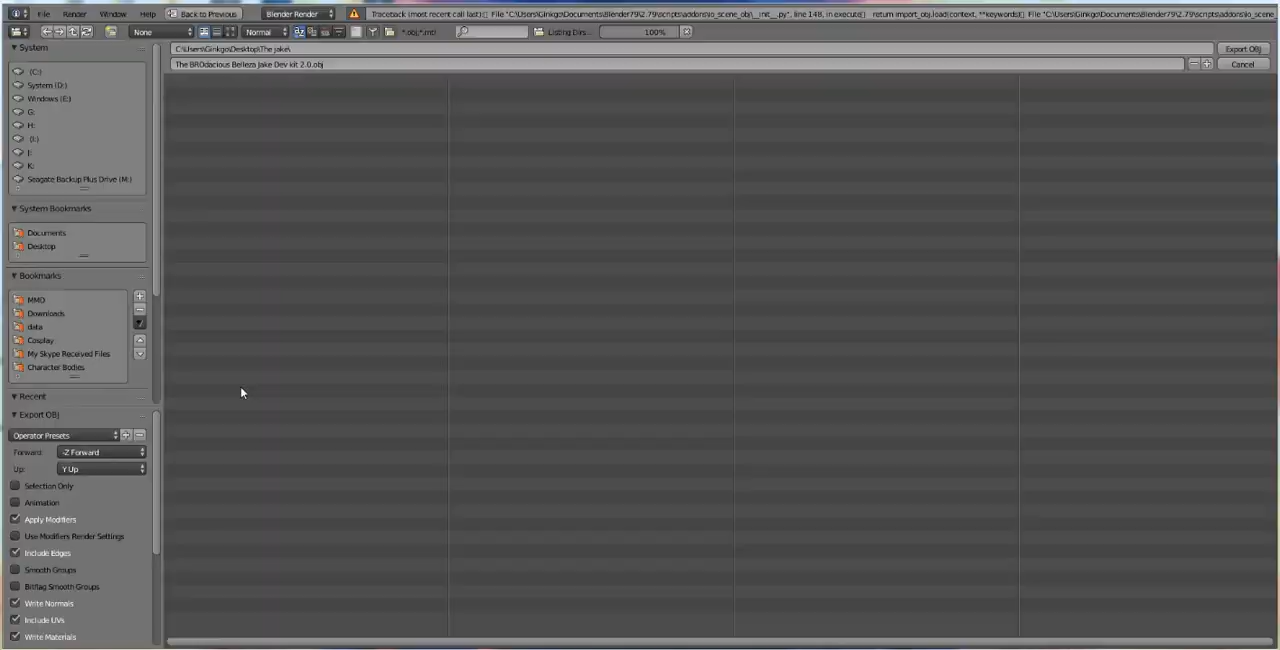 File Render Window Help Back to Previous Blender Render Tracetack (most recent call last): File "C:\Users\Ginkgo\Documents\Blender79\2.79\scripts\addons\io_scene_obj\__init__.py", line 148, in execute() return import_obj.load(context, **keywords) File "C:\Users\Ginkgo\Documents\Blender79\2.79\scripts\addons\io_scene
None Normal *.obj;*.mtl Listing Dirs... 100%
System
(C:)
System (D:)
Windows (E:)
G:
H:
(I:)
J:
K:
Seagate Backup Plus Drive (M:)
System Bookmarks
Documents
Desktop
Bookmarks
MMD
Downloads
data
Cosplay
My Skype Received Files
Character Bodies
Recent
Export OBJ
Operator Presets
Forward: -Z Forward
Up: Y Up
Selection Only
Animation
Apply Modifiers
Use Modifiers Render Settings
Include Edges
Smooth Groups
Bitflag Smooth Groups
Write Normals
Include UVs
Write Materials
C:\Users\Ginkgo\Desktop\The jake\
Export OBJ
The BROdacious Belleza Jake Dev kit 2.0.obj
Cancel